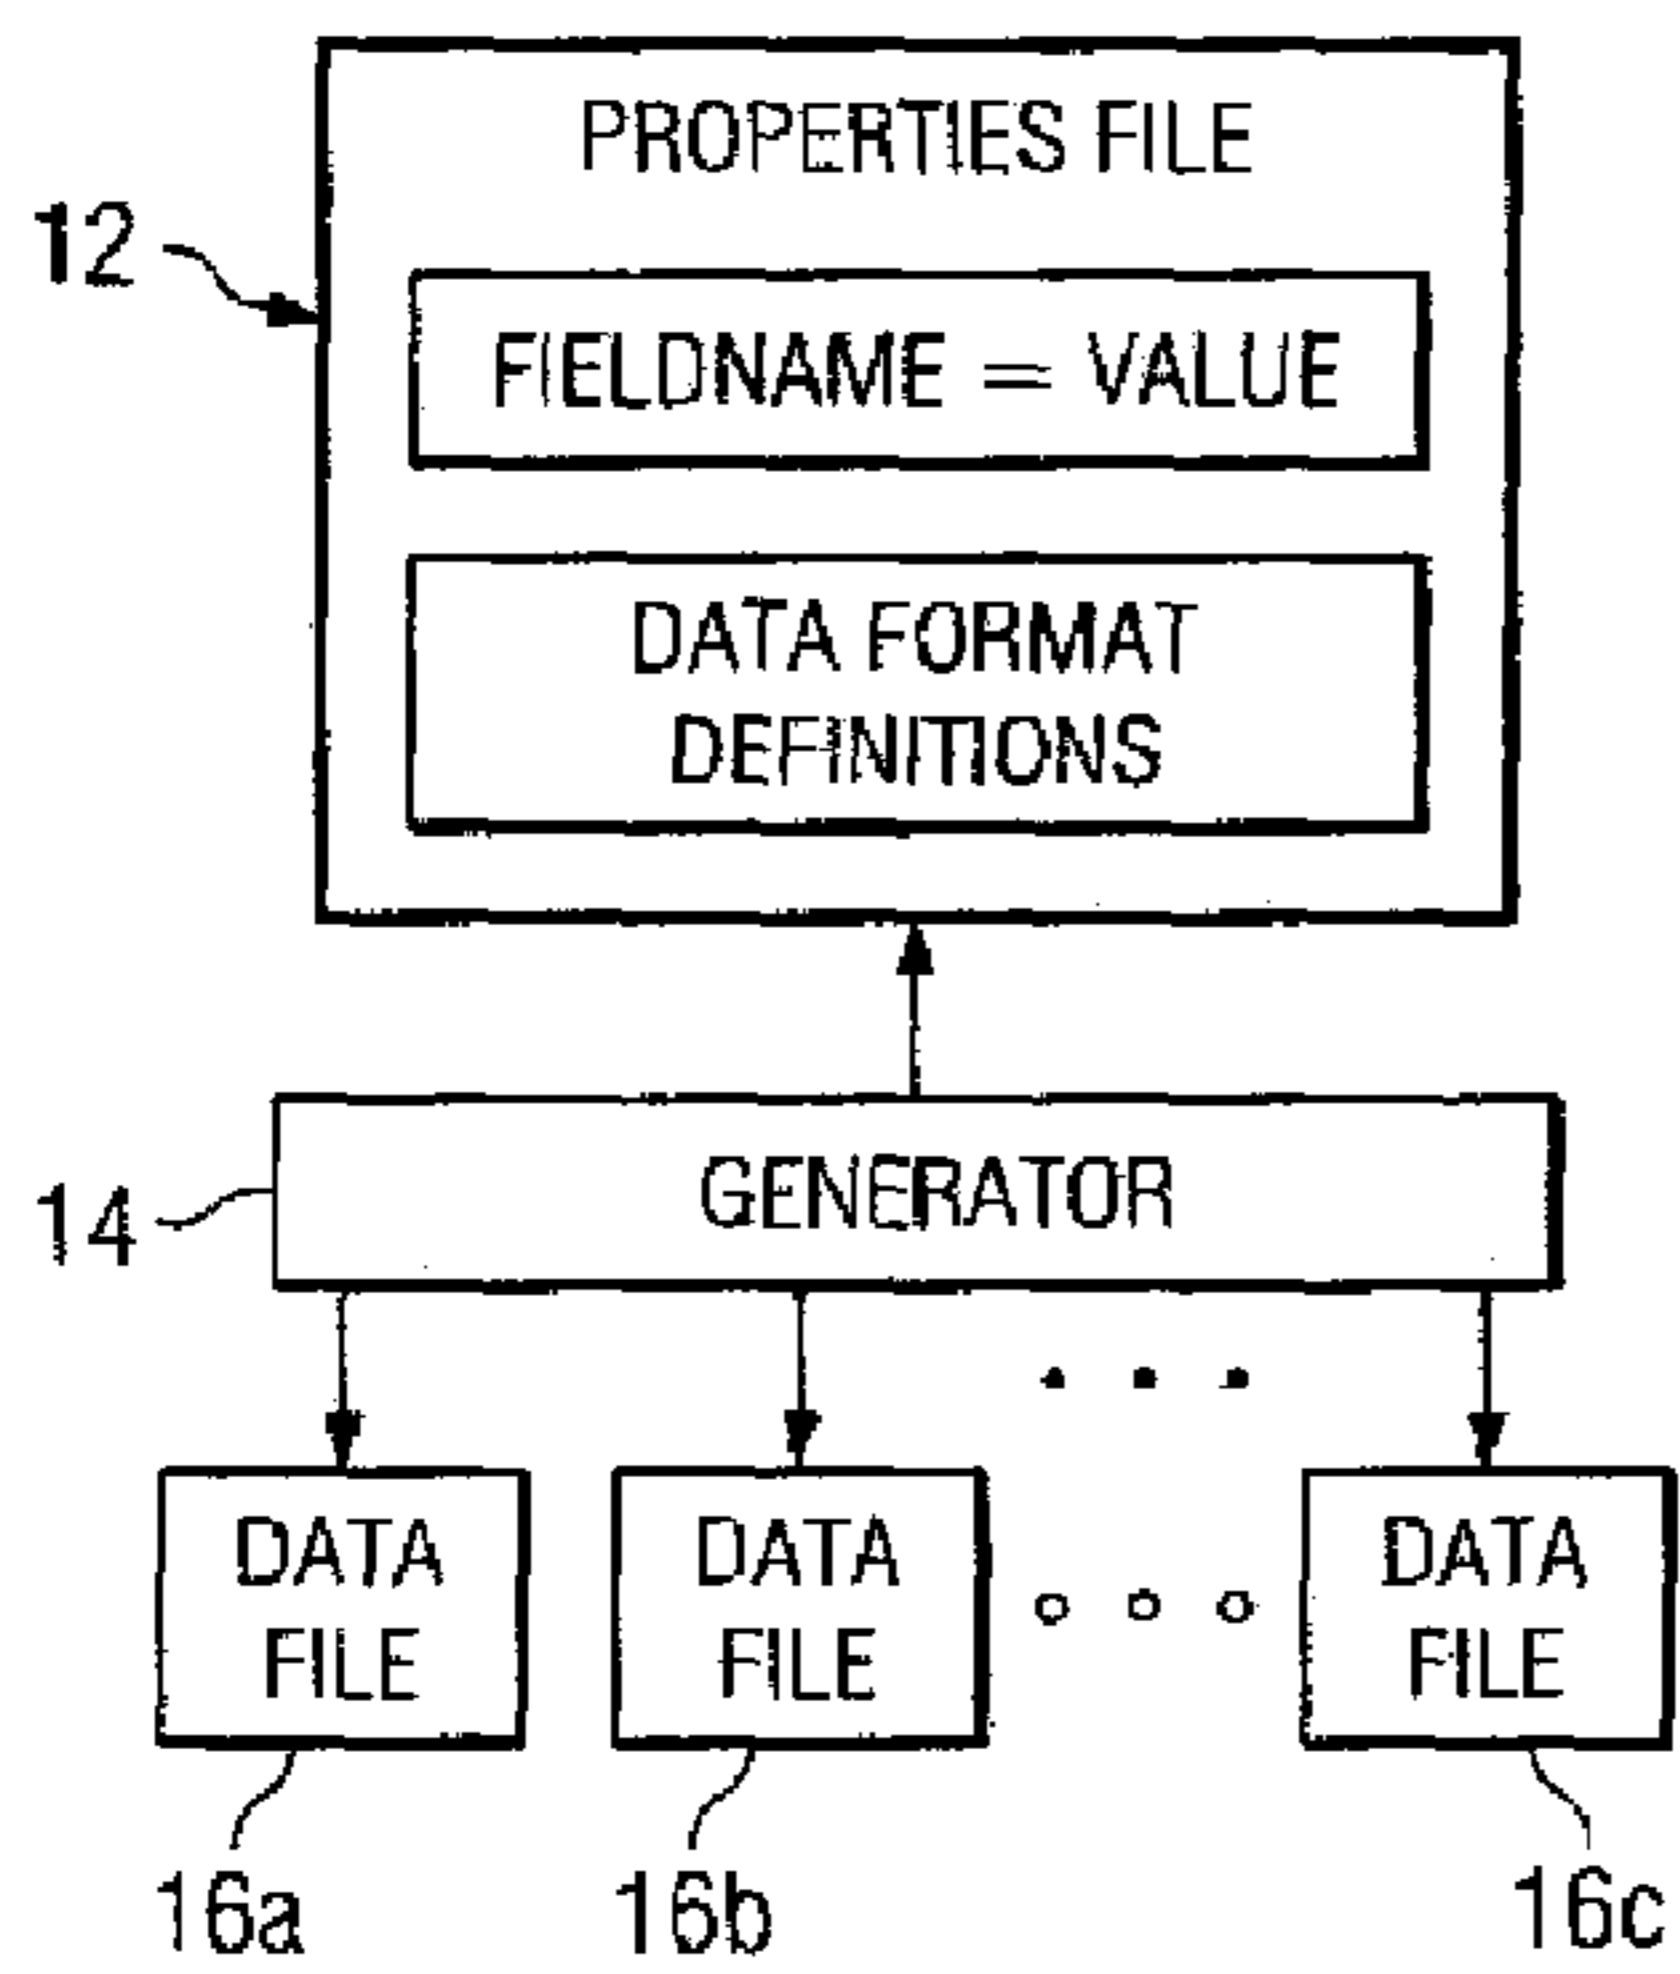 PROPERTIES FILE
12
FIELDNAME = VALUE
DATA FORMAT
DEFINITIONS
GENERATOR
14
DATA
FILE
DATA
FILE
DATA
FILE
16a
16b
16c